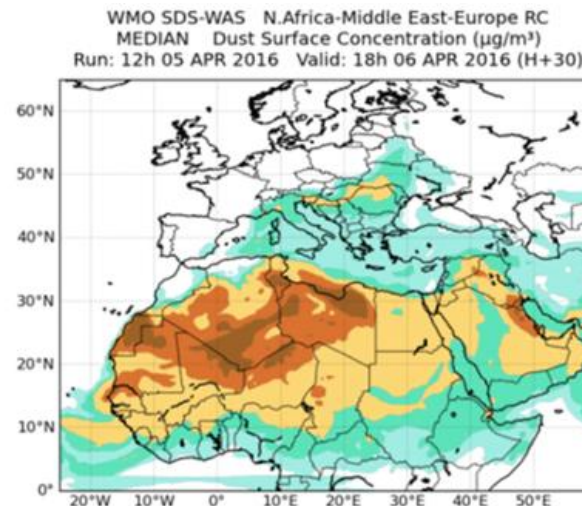 WMO SDS-WAS N.Africa-Middle East-Europe RC
MEDIAN Dust Surface Concentration (µg/m³)
Run: 12h 05 APR 2016 Valid: 18h 06 APR 2016 (H+30)
60°N
50°N
40°N
30°N
20°N
10°N
0°
20°W 10°W 0° 10°E 20°E 30°E 40°E 50°E